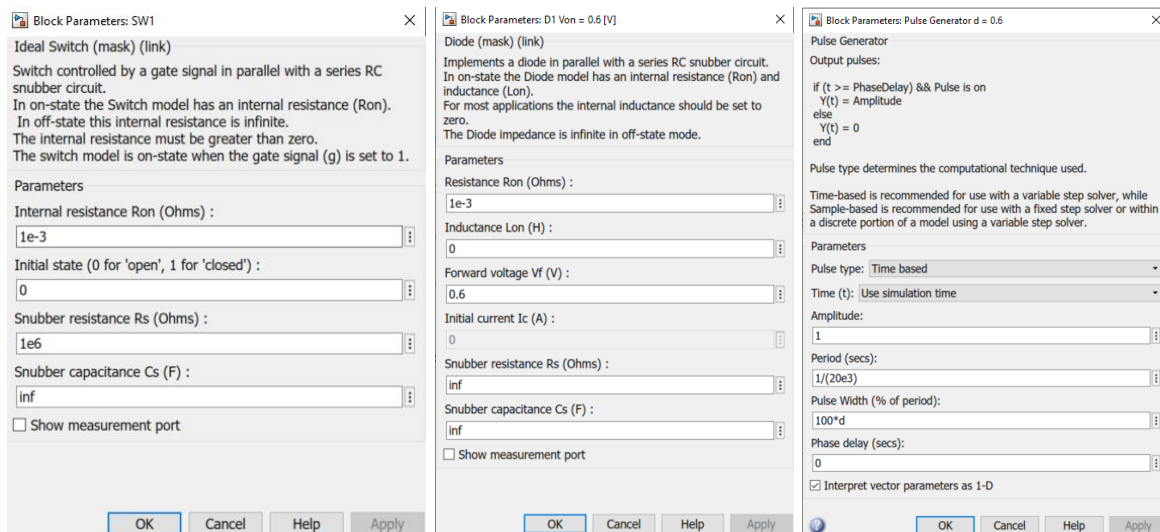 Block Parameters: SW1
Ideal Switch (mask) (link)
Switch controlled by a gate signal in parallel with a series RC
snubber circuit.
In on-state the Switch model has an internal resistance (Ron).
In off-state this internal resistance is infinite.
The internal resistance must be greater than zero.
The switch model is on-state when the gate signal (g) is set to 1.
Parameters
Internal resistance Ron (Ohms) :
1e-3
Initial state (0 for 'open', 1 for 'closed') :
0
Snubber resistance Rs (Ohms) :
1e6
Snubber capacitance Cs (F) :
inf
Show measurement port
OK Cancel Help Apply
Block Parameters: D1 Von = 0.6 [V]
Diode (mask) (link)
Implements a diode in parallel with a series RC snubber circuit.
In on-state the Diode model has an internal resistance (Ron) and
inductance (Lon).
For most applications the internal inductance should be set to
zero.
The Diode impedance is infinite in off-state mode.
Parameters
Resistance Ron (Ohms) :
1e-3
Inductance Lon (H) :
0
Forward voltage Vf (V) :
0.6
Initial current Ic (A) :
0
Snubber resistance Rs (Ohms) :
inf
Snubber capacitance Cs (F) :
inf
Show measurement port
OK Cancel Help Apply
Block Parameters: Pulse Generator d = 0.6
Pulse Generator
Output pulses:
if (t >= PhaseDelay) && Pulse is on
Y(t) = Amplitude
else
Y(t) = 0
end
Pulse type determines the computational technique used.
Time-based is recommended for use with a variable step solver, while
Sample-based is recommended for use with a fixed step solver or within
a discrete portion of a model using a variable step solver.
Parameters
Pulse type: Time based
Time (t): Use simulation time
Amplitude:
1
Period (secs):
1/(20e3)
Pulse Width (% of period):
100*d
Phase delay (secs):
0
Interpret vector parameters as 1-D
OK Cancel Help Apply